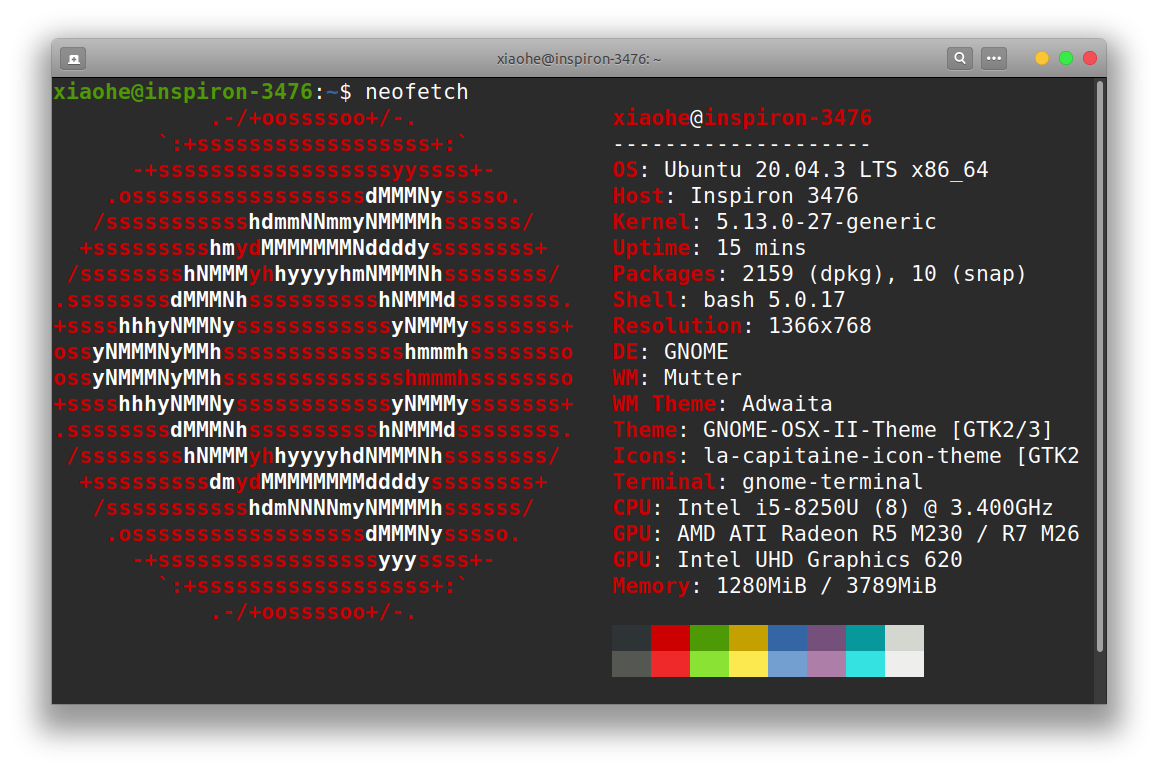 xiaohe@inspiron-3476: ~
xiaohe@inspiron-3476:~$ neofetch
            .-/+oossssoo+/-.               xiaohe@inspiron-3476
        `:+ssssssssssssssssss+:`           --------------------
      -+ssssssssssssssssssyyssss+-         OS: Ubuntu 20.04.3 LTS x86_64
    .ossssssssssssssssssdMMMNysssso.       Host: Inspiron 3476
   /ssssssssssshdmmNNmmyNMMMMhssssss/      Kernel: 5.13.0-27-generic
  +ssssssssshmydMMMMMMMNddddyssssssss+     Uptime: 15 mins
 /sssssssshNMMMyhhyyyyhmNMMMNhssssssss/    Packages: 2159 (dpkg), 10 (snap)
.ssssssssdMMMNhsssssssssshNMMMdssssssss.   Shell: bash 5.0.17
+sssshhhyNMMNyssssssssssssyNMMMysssssss+   Resolution: 1366x768
ossyNMMMNyMMhsssssssssssssshmmmhssssssso   DE: GNOME
ossyNMMMNyMMhsssssssssssssshmmmhssssssso   WM: Mutter
+sssshhhyNMMNyssssssssssssyNMMMysssssss+   WM Theme: Adwaita
.ssssssssdMMMNhsssssssssshNMMMdssssssss.   Theme: GNOME-OSX-II-Theme [GTK2/3]
 /sssssssshNMMMyhhyyyyhdNMMMNhssssssss/    Icons: la-capitaine-icon-theme [GTK2
  +sssssssssdmydMMMMMMMMddddyssssssss+     Terminal: gnome-terminal
   /ssssssssssshdmNNNNmyNMMMMhssssss/      CPU: Intel i5-8250U (8) @ 3.400GHz
    .ossssssssssssssssssdMMMNysssso.       GPU: AMD ATI Radeon R5 M230 / R7 M26
      -+sssssssssssssssssyyyssss+-         GPU: Intel UHD Graphics 620
        `:+ssssssssssssssssss+:`           Memory: 1280MiB / 3789MiB
            .-/+oossssoo+/-.